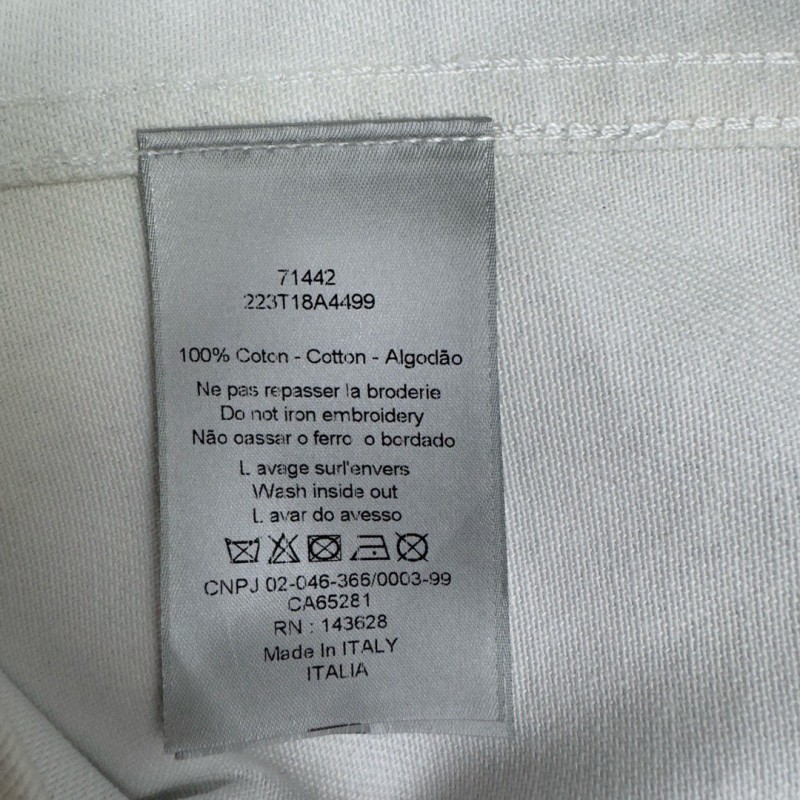 71442
223T18A4499
100% Coton - Cotton - Algodão
Ne pas repasser la broderie
Do not iron embroidery
Não oassar o ferro o bordado
L avage surl'envers
Wash inside out
L avar do avesso
CNPJ 02-046-366/0003-99
CA65281
RN : 143628
Made In ITALY
ITALIA